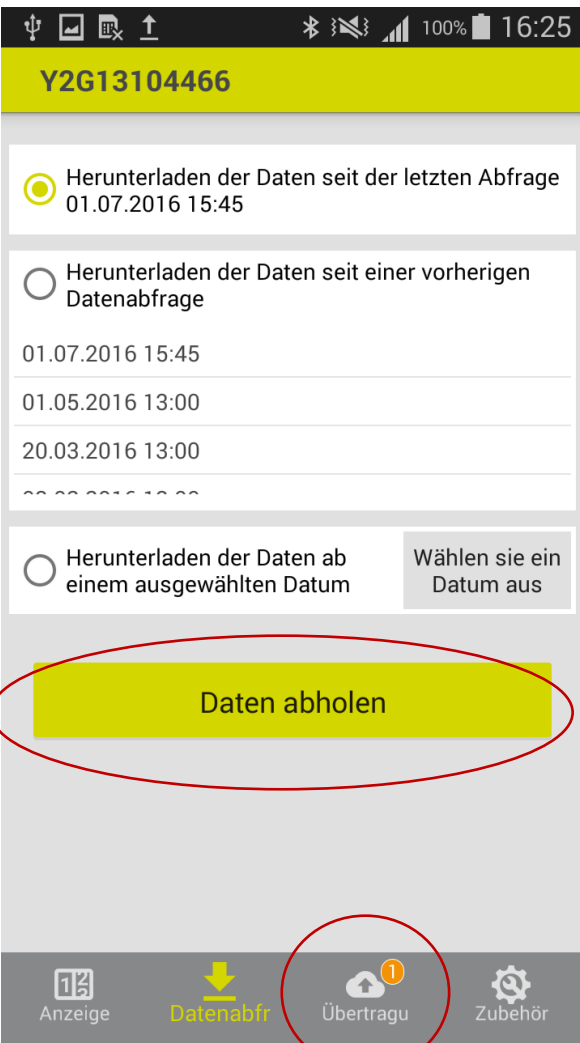 100% 16:25
Y2G13104466
Herunterladen der Daten seit der letzten Abfrage
01.07.2016 15:45
Herunterladen der Daten seit einer vorherigen
Datenabfrage
01.07.2016 15:45
01.05.2016 13:00
20.03.2016 13:00
Herunterladen der Daten ab
einem ausgewählten Datum
Wählen sie ein
Datum aus
Daten abholen
1
12
Anzeige Datenabfr Übertragu Zubehör